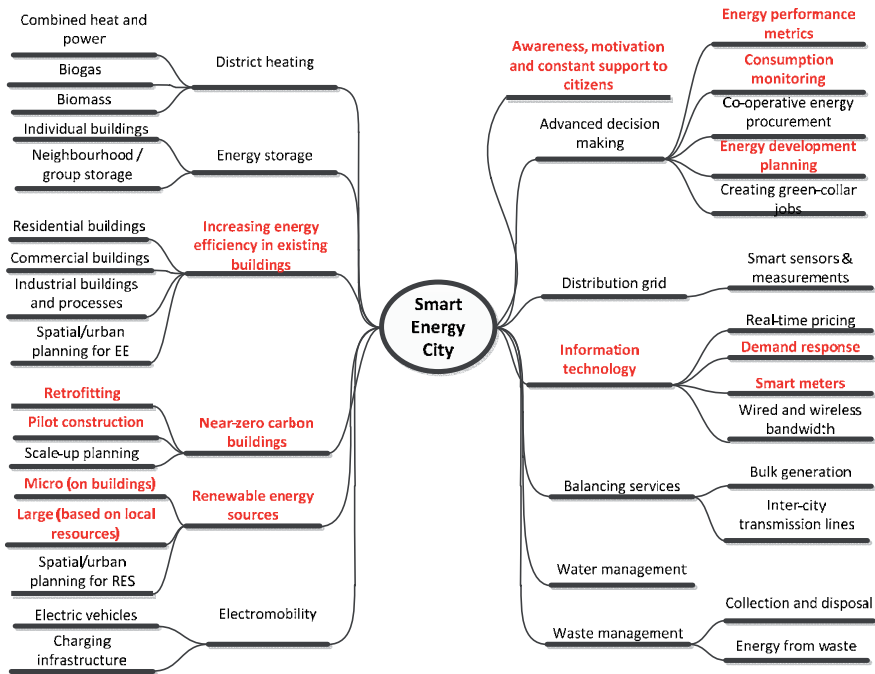 Combined heat and
power
Biogas
Biomass
District heating
Individual buildings
Neighbourhood /
group storage
Energy storage
Residential buildings
Commercial buildings
Industrial buildings
and processes
Spatial/urban
planning for EE
Increasing energy
efficiency in existing
buildings
Retrofitting
Pilot construction
Scale-up planning
Near-zero carbon
buildings
Micro (on buildings)
Large (based on local
resources)
Spatial/urban
planning for RES
Renewable energy
sources
Electric vehicles
Charging
infrastructure
Electromobility
Smart
Energy
City
Awareness, motivation
and constant support to
citizens
Advanced decision
making
Energy performance
metrics
Consumption
monitoring
Co-operative energy
procurement
Energy development
planning
Creating green-collar
jobs
Distribution grid
Smart sensors &
measurements
Information
technology
Real-time pricing
Demand response
Smart meters
Wired and wireless
bandwidth
Balancing services
Bulk generation
Inter-city
transmission lines
Water management
Waste management
Collection and disposal
Energy from waste